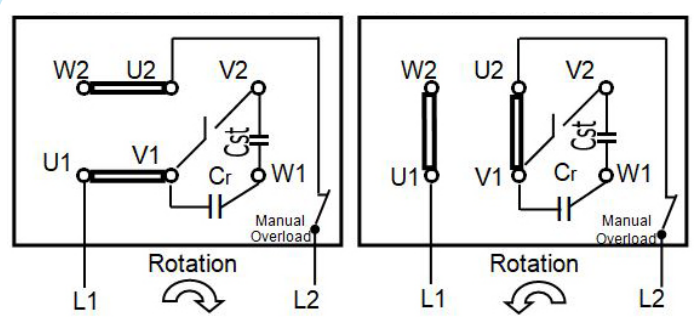 W2 U2 V2
Cst
U1 V1 Cr W1
Manual
Overload
Rotation
L1 L2
W2 U2 V2
Cst
U1 V1 Cr W1
Manual
Overload
Rotation
L1 L2